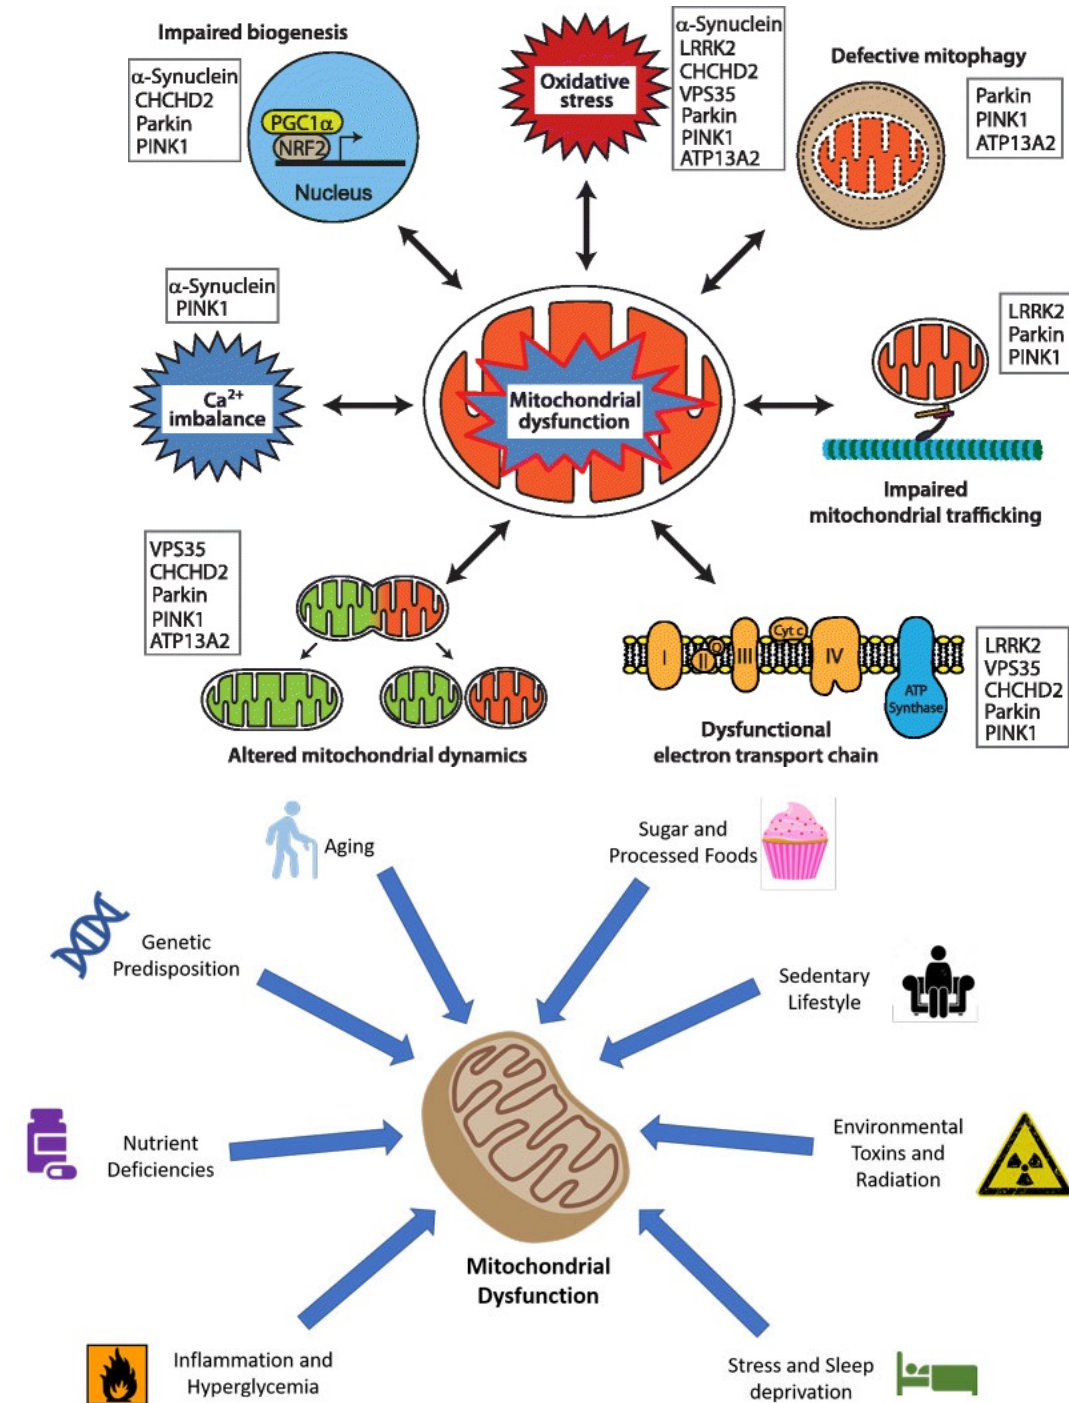 Impaired biogenesis
α-Synuclein
CHCHD2
Parkin
PINK1
PGC1α
NRF2
Nucleus
Oxidative
stress
α-Synuclein
LRRK2
CHCHD2
VPS35
Parkin
PINK1
ATP13A2
Defective mitophagy
Parkin
PINK1
ATP13A2
α-Synuclein
PINK1
Ca²⁺
imbalance
Mitochondrial
dysfunction
LRRK2
Parkin
PINK1
Impaired
mitochondrial trafficking
VPS35
CHCHD2
Parkin
PINK1
ATP13A2
Altered mitochondrial dynamics
I
II
Q
III
Cyt c
IV
ATP
Synthase
LRRK2
VPS35
CHCHD2
Parkin
PINK1
Dysfunctional
electron transport chain
Aging
Sugar and
Processed Foods
Genetic
Predisposition
Sedentary
Lifestyle
Nutrient
Deficiencies
Environmental
Toxins and
Radiation
Mitochondrial
Dysfunction
Inflammation and
Hyperglycemia
Stress and Sleep
deprivation